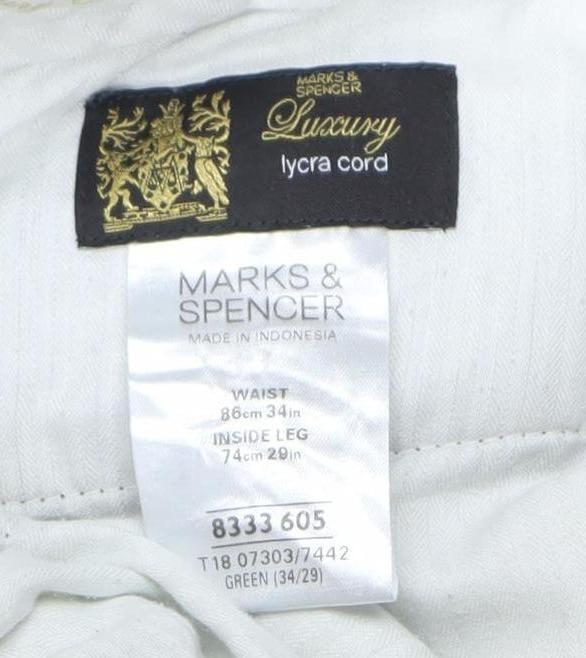 MARKS &
SPENCER
Luxury
lycra cord
MARKS &
SPENCER
MADE IN INDONESIA
WAIST
86cm 34in
INSIDE LEG
74cm 29in
8333 605
T18 07303/7442
GREEN (34/29)